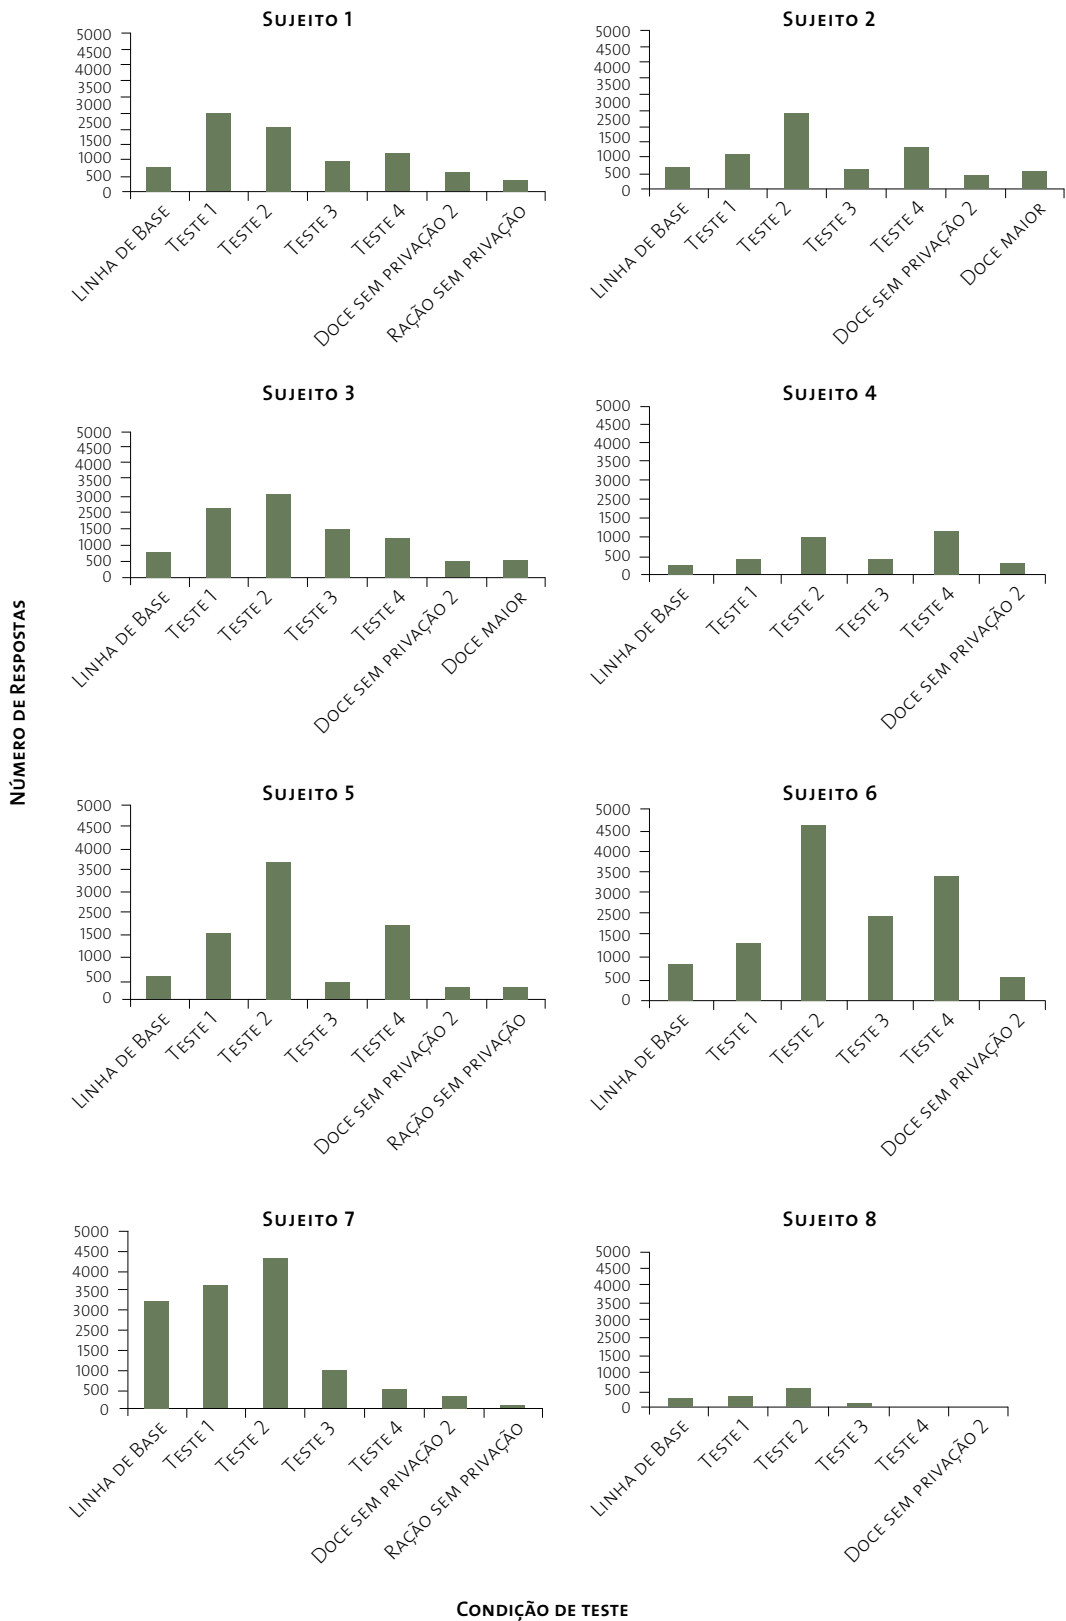 Sujeito 1
5000
4500
4000
3500
3000
2500
2000
1500
1000
500
0
Linha de Base
Teste 1
Teste 2
Teste 3
Teste 4
Doce sem privação 2
Ração sem privação
Sujeito 2
5000
4500
4000
3500
3000
2500
2000
1500
1000
500
0
Linha de Base
Teste 1
Teste 2
Teste 3
Teste 4
Doce sem privação 2
Doce maior
Sujeito 3
5000
4500
4000
3500
3000
2500
2000
1500
1000
500
0
Linha de Base
Teste 1
Teste 2
Teste 3
Teste 4
Doce sem privação 2
Doce maior
Sujeito 4
5000
4500
4000
3500
3000
2500
2000
1500
1000
500
0
Linha de Base
Teste 1
Teste 2
Teste 3
Teste 4
Doce sem privação 2
Número de Respostas
Sujeito 5
5000
4500
4000
3500
3000
2500
2000
1500
1000
500
0
Linha de Base
Teste 1
Teste 2
Teste 3
Teste 4
Doce sem privação 2
Ração sem privação
Sujeito 6
5000
4500
4000
3500
3000
2500
2000
1500
1000
500
0
Linha de Base
Teste 1
Teste 2
Teste 3
Teste 4
Doce sem privação 2
Sujeito 7
5000
4500
4000
3500
3000
2000
1500
1000
500
0
Linha de Base
Teste 1
Teste 2
Teste 3
Teste 4
Doce sem privação 2
Ração sem privação
Sujeito 8
5000
4500
4000
3500
3000
2500
2000
1500
1000
500
0
Linha de Base
Teste 1
Teste 2
Teste 3
Teste 4
Doce sem privação 2
Condição de teste